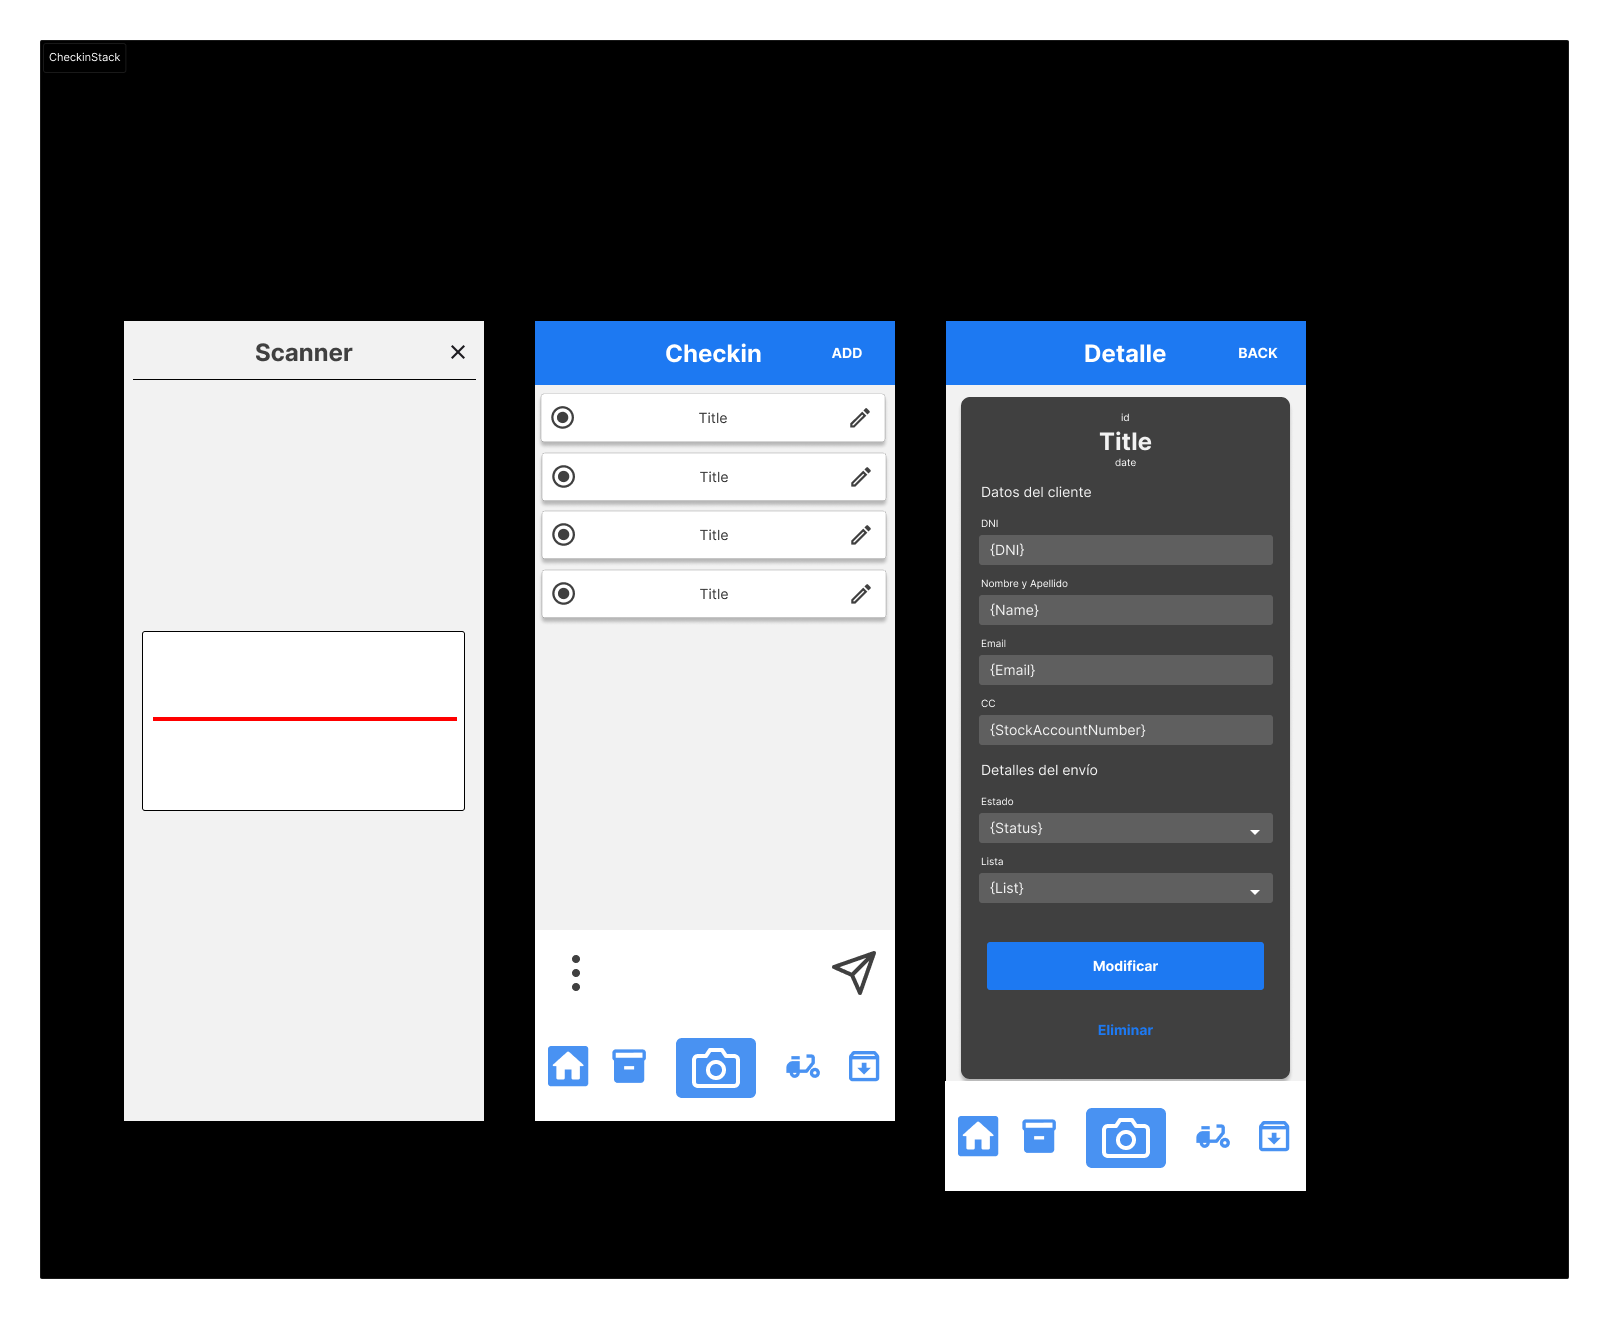 CheckinStack
Scanner
Checkin
ADD
Title
Title
Title
Title
Detalle
BACK
id
Title
date
Datos del cliente
DNI
{DNI}
Nombre y Apellido
{Name}
Email
{Email}
CC
{StockAccountNumber}
Detalles del envío
Estado
{Status}
Lista
{List}
Modificar
Eliminar